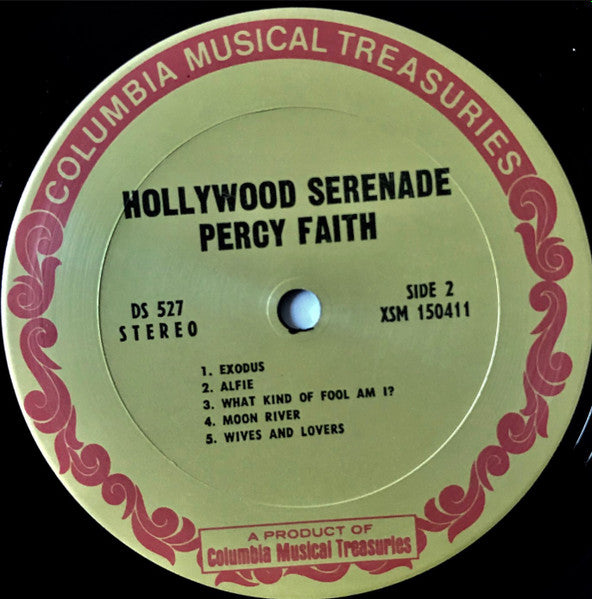 COLUMBIA MUSICAL TREASURIES
HOLLYWOOD SERENADE
PERCY FAITH
DS 527
STEREO
SIDE 2
XSM 150411
1. EXODUS
2. ALFIE
3. WHAT KIND OF FOOL AM I?
4. MOON RIVER
5. WIVES AND LOVERS
A PRODUCT OF
Columbia Musical Treasuries